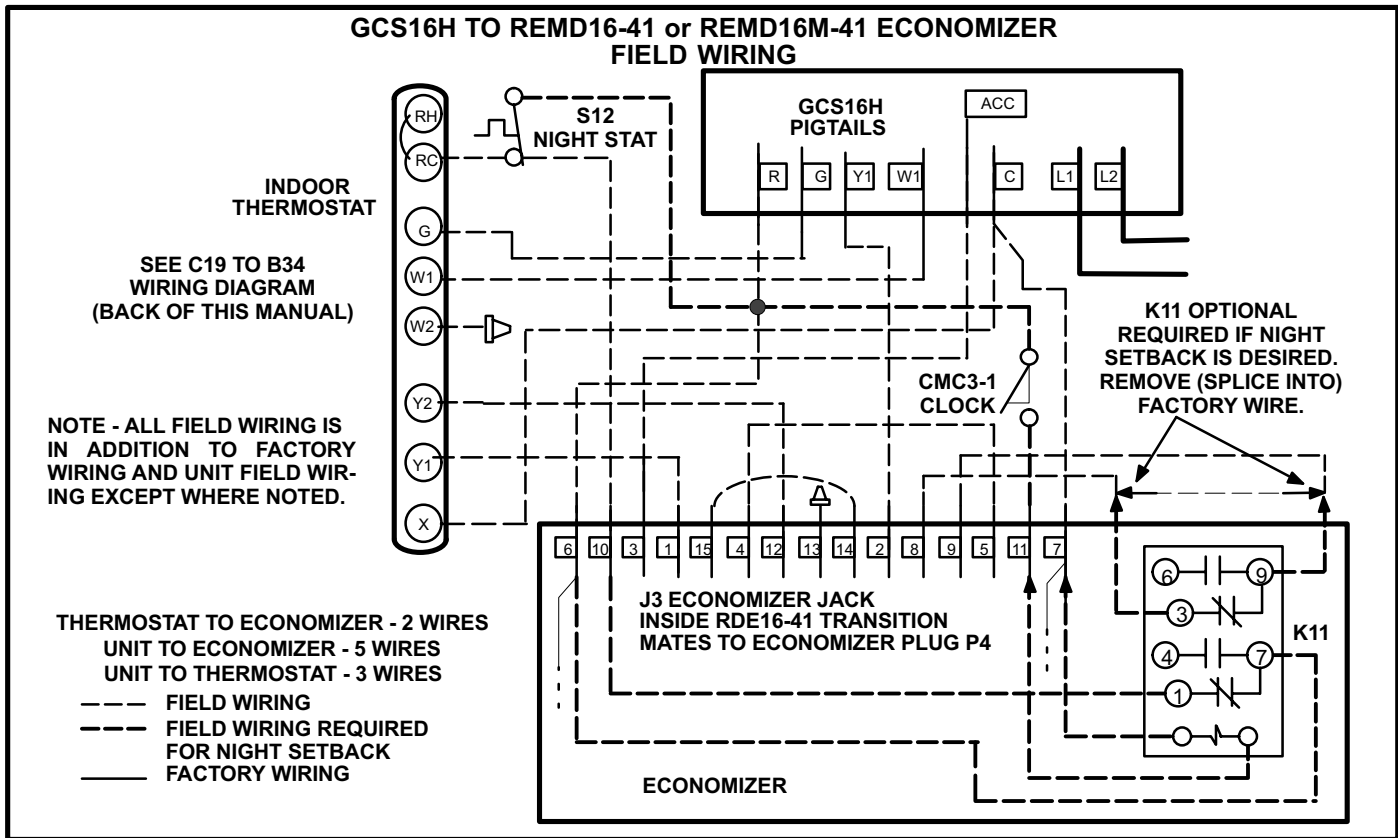 GCS16H TO REMD16-41 or REMD16M-41 ECONOMIZER
FIELD WIRING
RH
RC
G
W1
W2
Y2
Y1
X
S12
NIGHT STAT
GCS16H
PIGTAILS
ACC
R
G
Y1
W1
C
L1
L2
INDOOR
THERMOSTAT
SEE C19 TO B34
WIRING DIAGRAM
(BACK OF THIS MANUAL)
NOTE - ALL FIELD WIRING IS
IN ADDITION TO FACTORY
WIRING AND UNIT FIELD WIR-
ING EXCEPT WHERE NOTED.
CMC3-1
CLOCK
K11 OPTIONAL
REQUIRED IF NIGHT
SETBACK IS DESIRED.
REMOVE (SPLICE INTO)
FACTORY WIRE.
6
10
3
1
15
4
12
13
14
2
8
9
5
11
7
J3 ECONOMIZER JACK
INSIDE RDE16-41 TRANSITION
MATES TO ECONOMIZER PLUG P4
6
9
3
4
7
1
K11
THERMOSTAT TO ECONOMIZER - 2 WIRES
UNIT TO ECONOMIZER - 5 WIRES
UNIT TO THERMOSTAT - 3 WIRES
FIELD WIRING
FIELD WIRING REQUIRED
FOR NIGHT SETBACK
FACTORY WIRING
ECONOMIZER